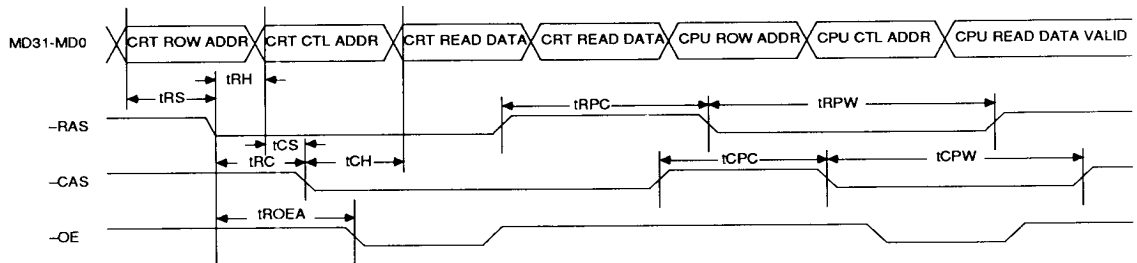 MD31-MD0 CRT ROW ADDR CRT CTL ADDR CRT READ DATA CRT READ DATA CPU ROW ADDR CPU CTL ADDR CPU READ DATA VALID
tRH
tRS tRPC tRPW
–RAS
tCS
tRC tCH tCPC tCPW
–CAS
tROEA
–OE